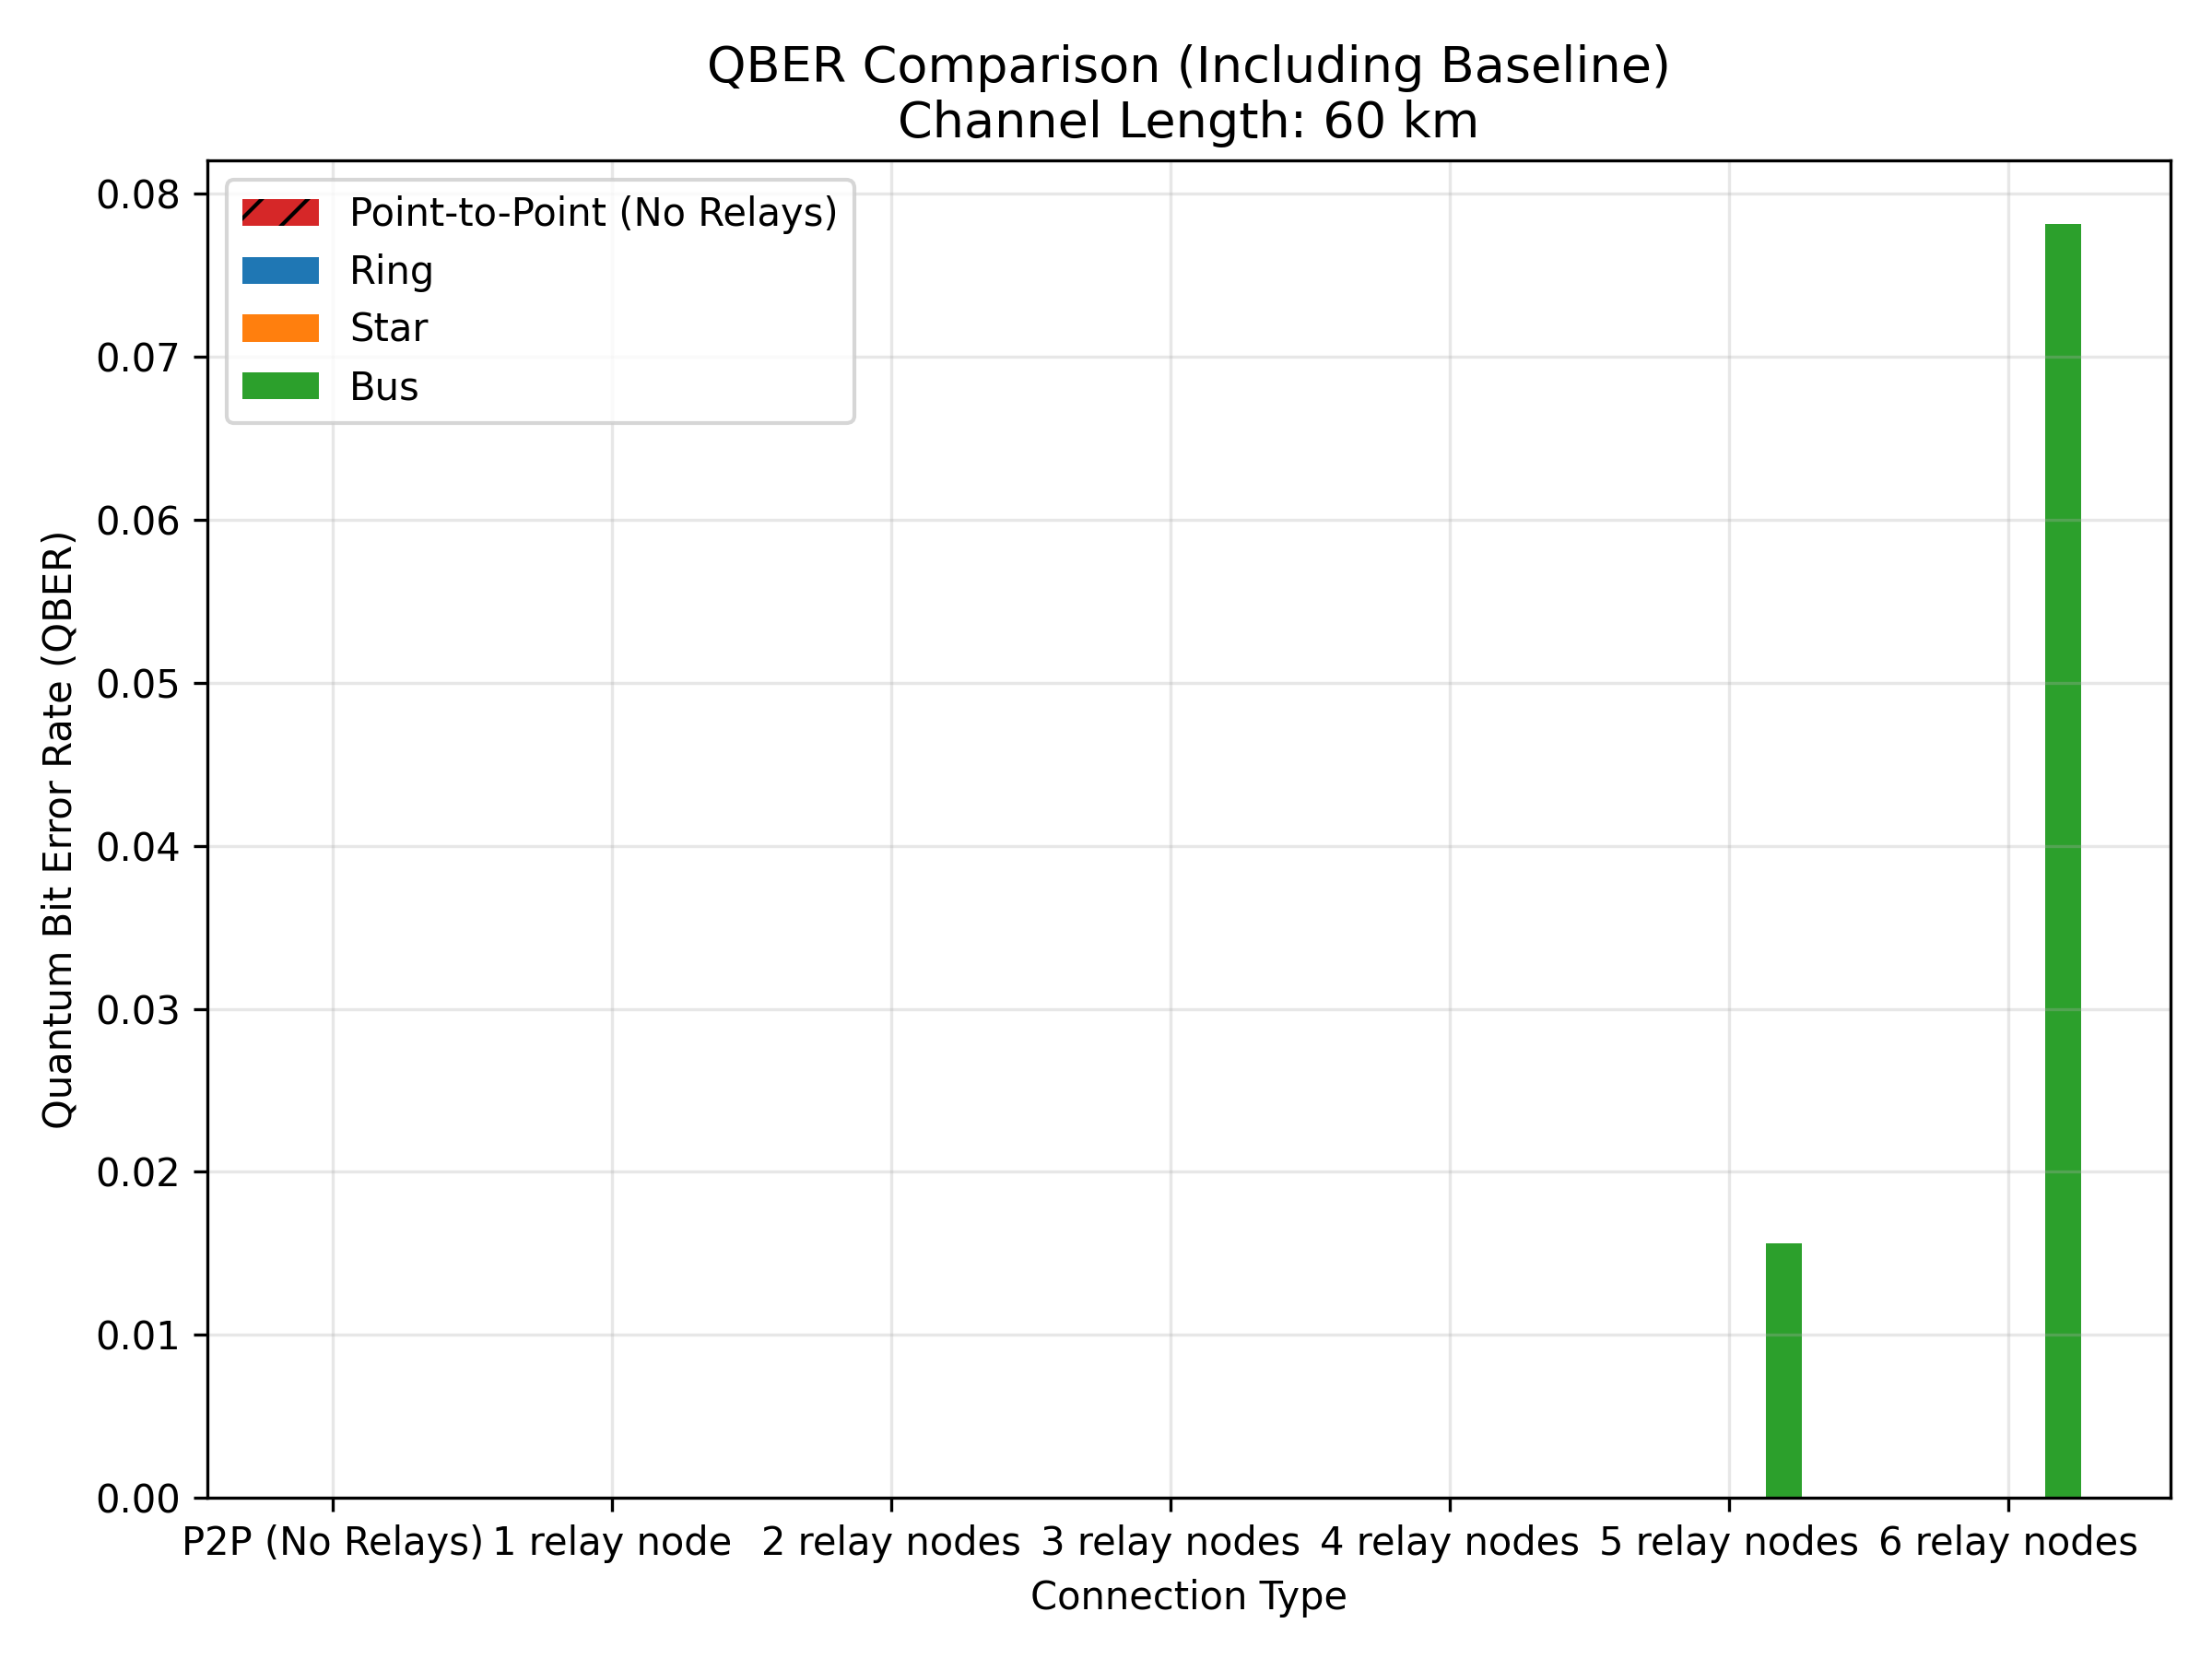 QBER Comparison (Including Baseline)
Channel Length: 60 km
Point-to-Point (No Relays)
Ring
Star
Bus
Quantum Bit Error Rate (QBER)
0.08
0.07
0.06
0.05
0.04
0.03
0.02
0.01
0.00
P2P (No Relays) 1 relay node 2 relay nodes 3 relay nodes 4 relay nodes 5 relay nodes 6 relay nodes
Connection Type